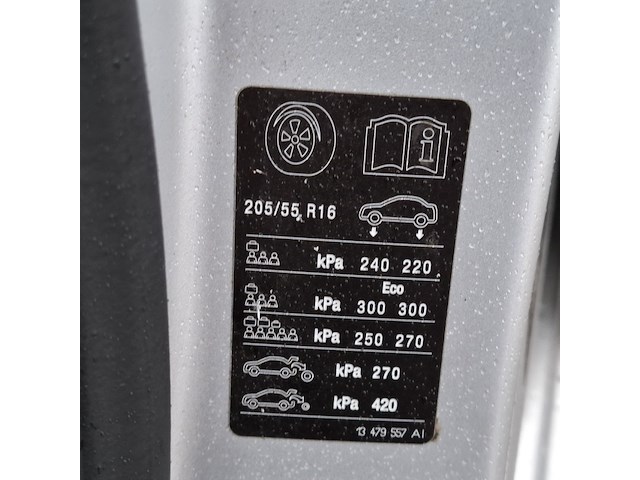 i
205/55 R16
kPa 240 220
Eco
kPa 300 300
kPa 250 270
kPa 270
kPa 420
13 479 557 AI